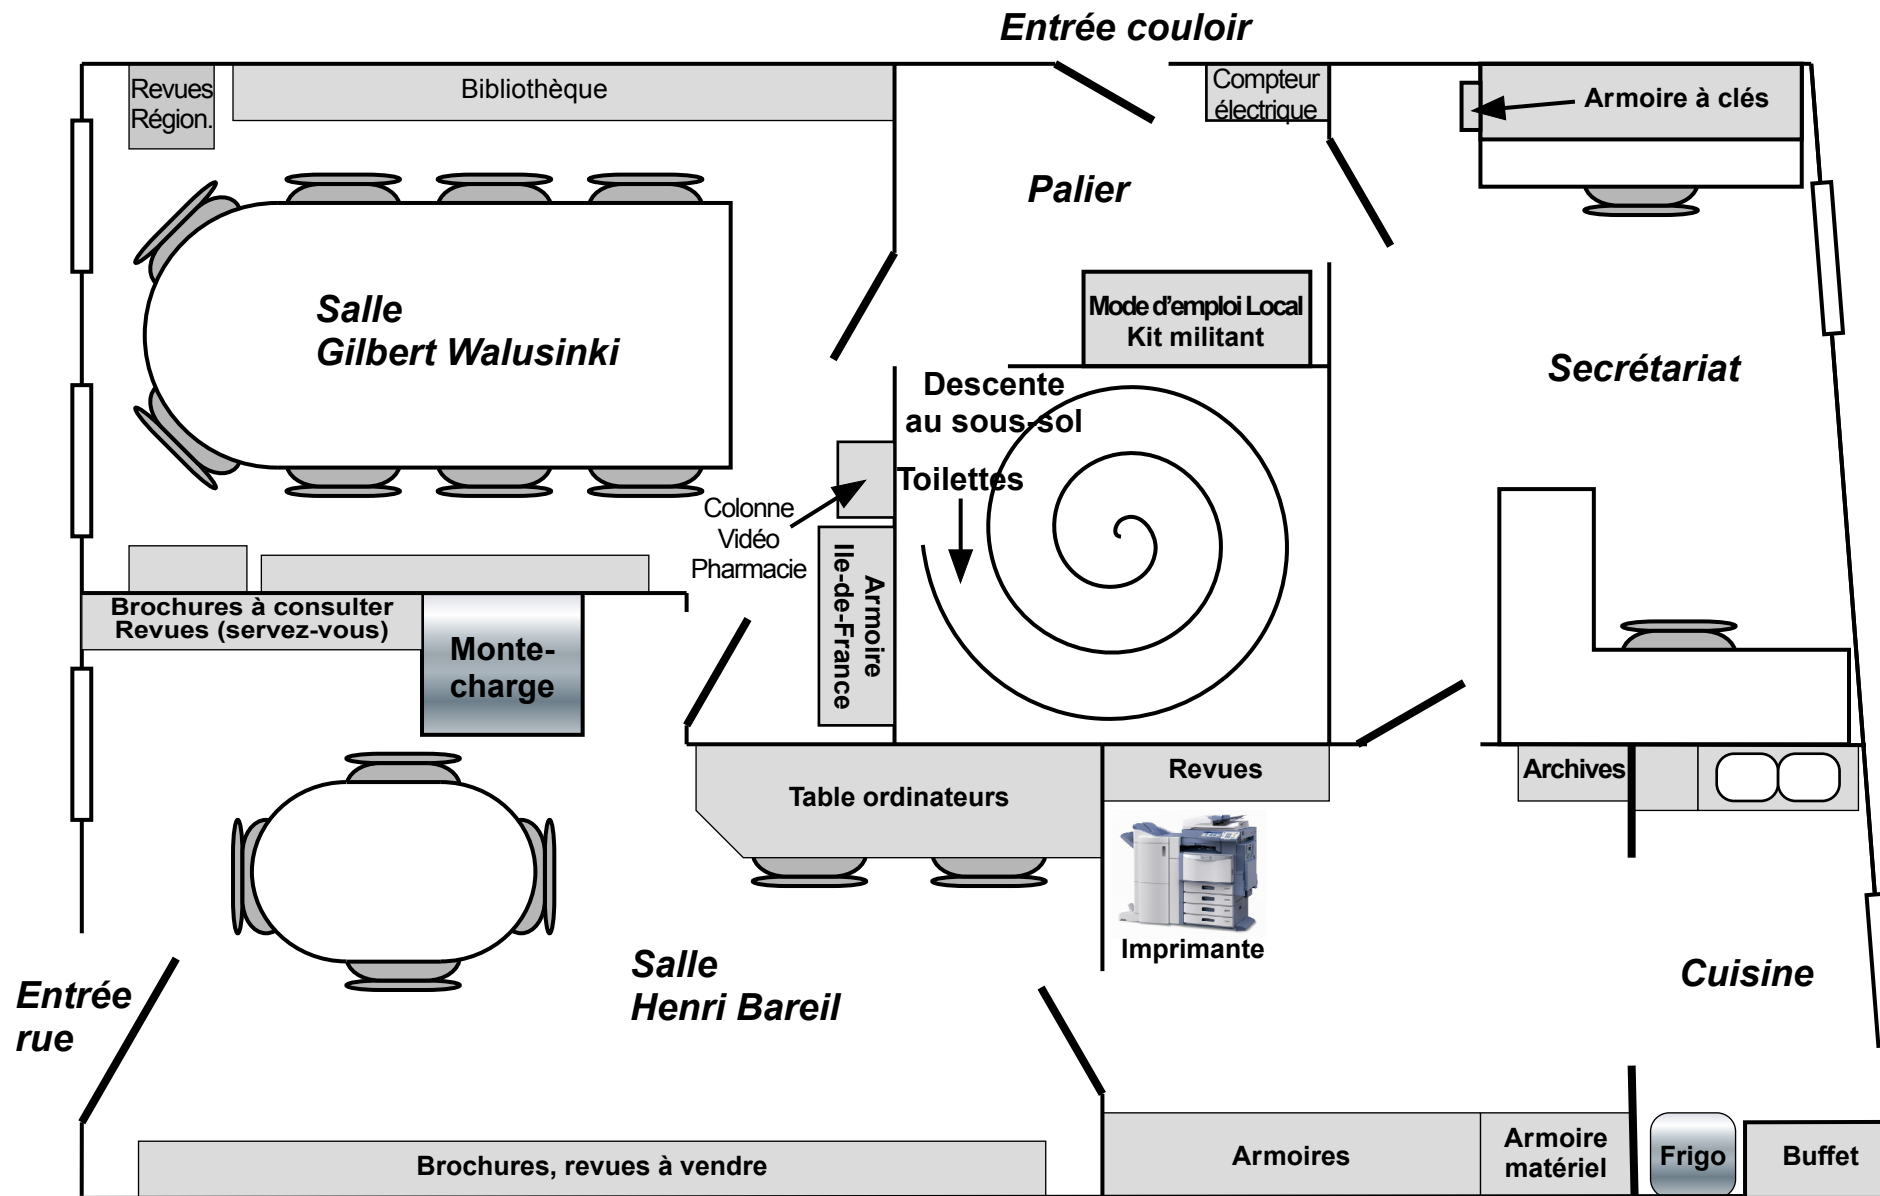 Entrée couloir
Revues
Région.
Bibliothèque
Compteur
électrique
Armoire à clés
Palier
Salle
Gilbert Walusinki
Mode d'emploi Local
Kit militant
Secrétariat
Descente
au sous-sol
Toilettes
Colonne
Vidéo
Pharmacie
Armoire
Ile-de-France
Brochures à consulter
Revues (servez-vous)
Monte-
charge
Table ordinateurs
Revues
Archives
Imprimante
Salle
Henri Bareil
Cuisine
Entrée
rue
Brochures, revues à vendre
Armoires
Armoire
matériel
Frigo
Buffet